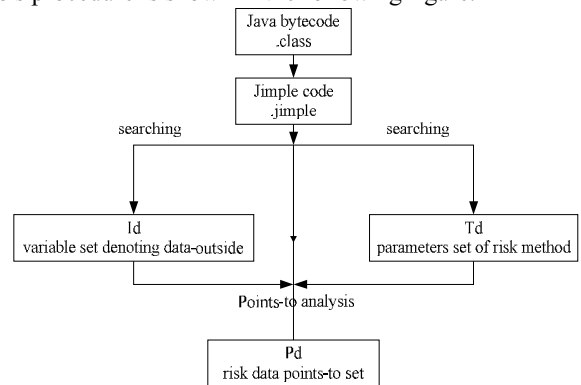 Java bytecode
.class
Jimple code
.jimple
searching
searching
Id
variable set denoting data-outside
Td
parameters set of risk method
Points-to analysis
Pd
risk data points-to set